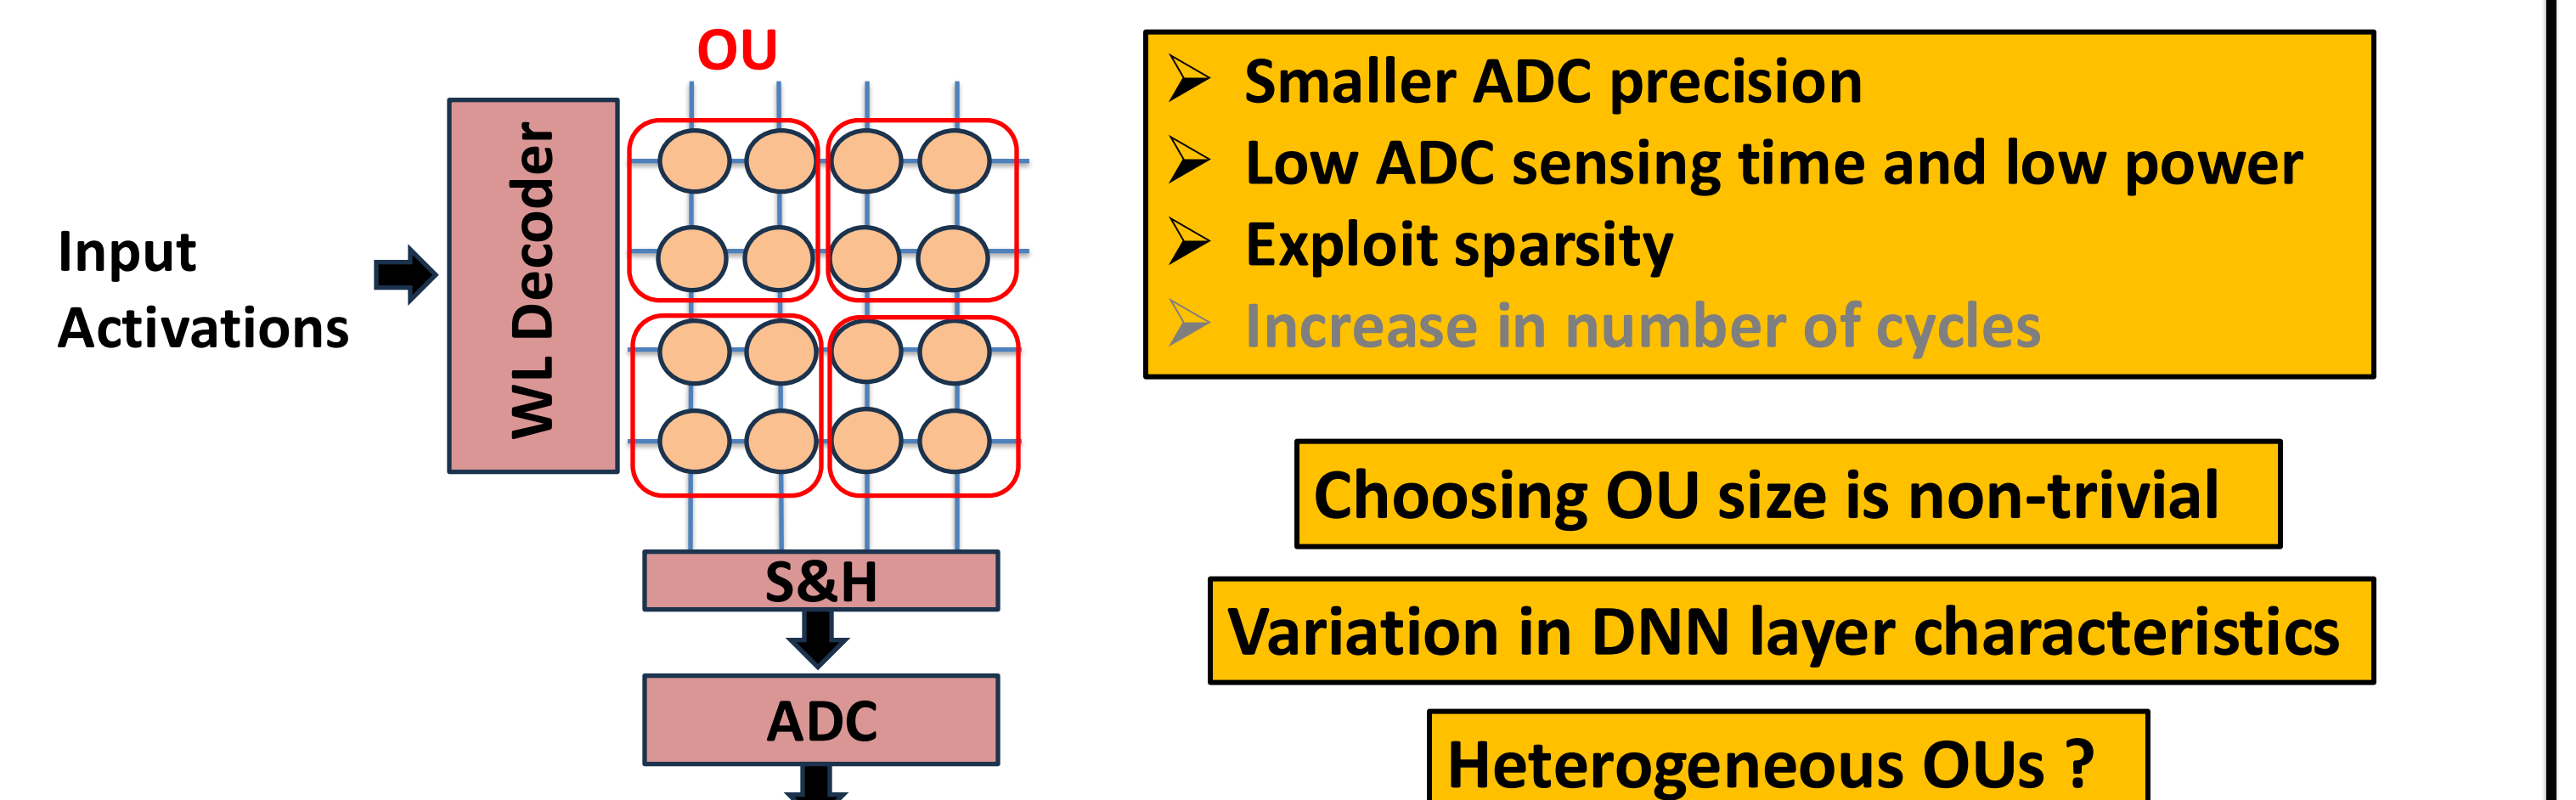 OU
Input
Activations
WL Decoder
S&H
ADC
Smaller ADC precision
Low ADC sensing time and low power
Exploit sparsity
Increase in number of cycles
Choosing OU size is non-trivial
Variation in DNN layer characteristics
Heterogeneous OUs ?